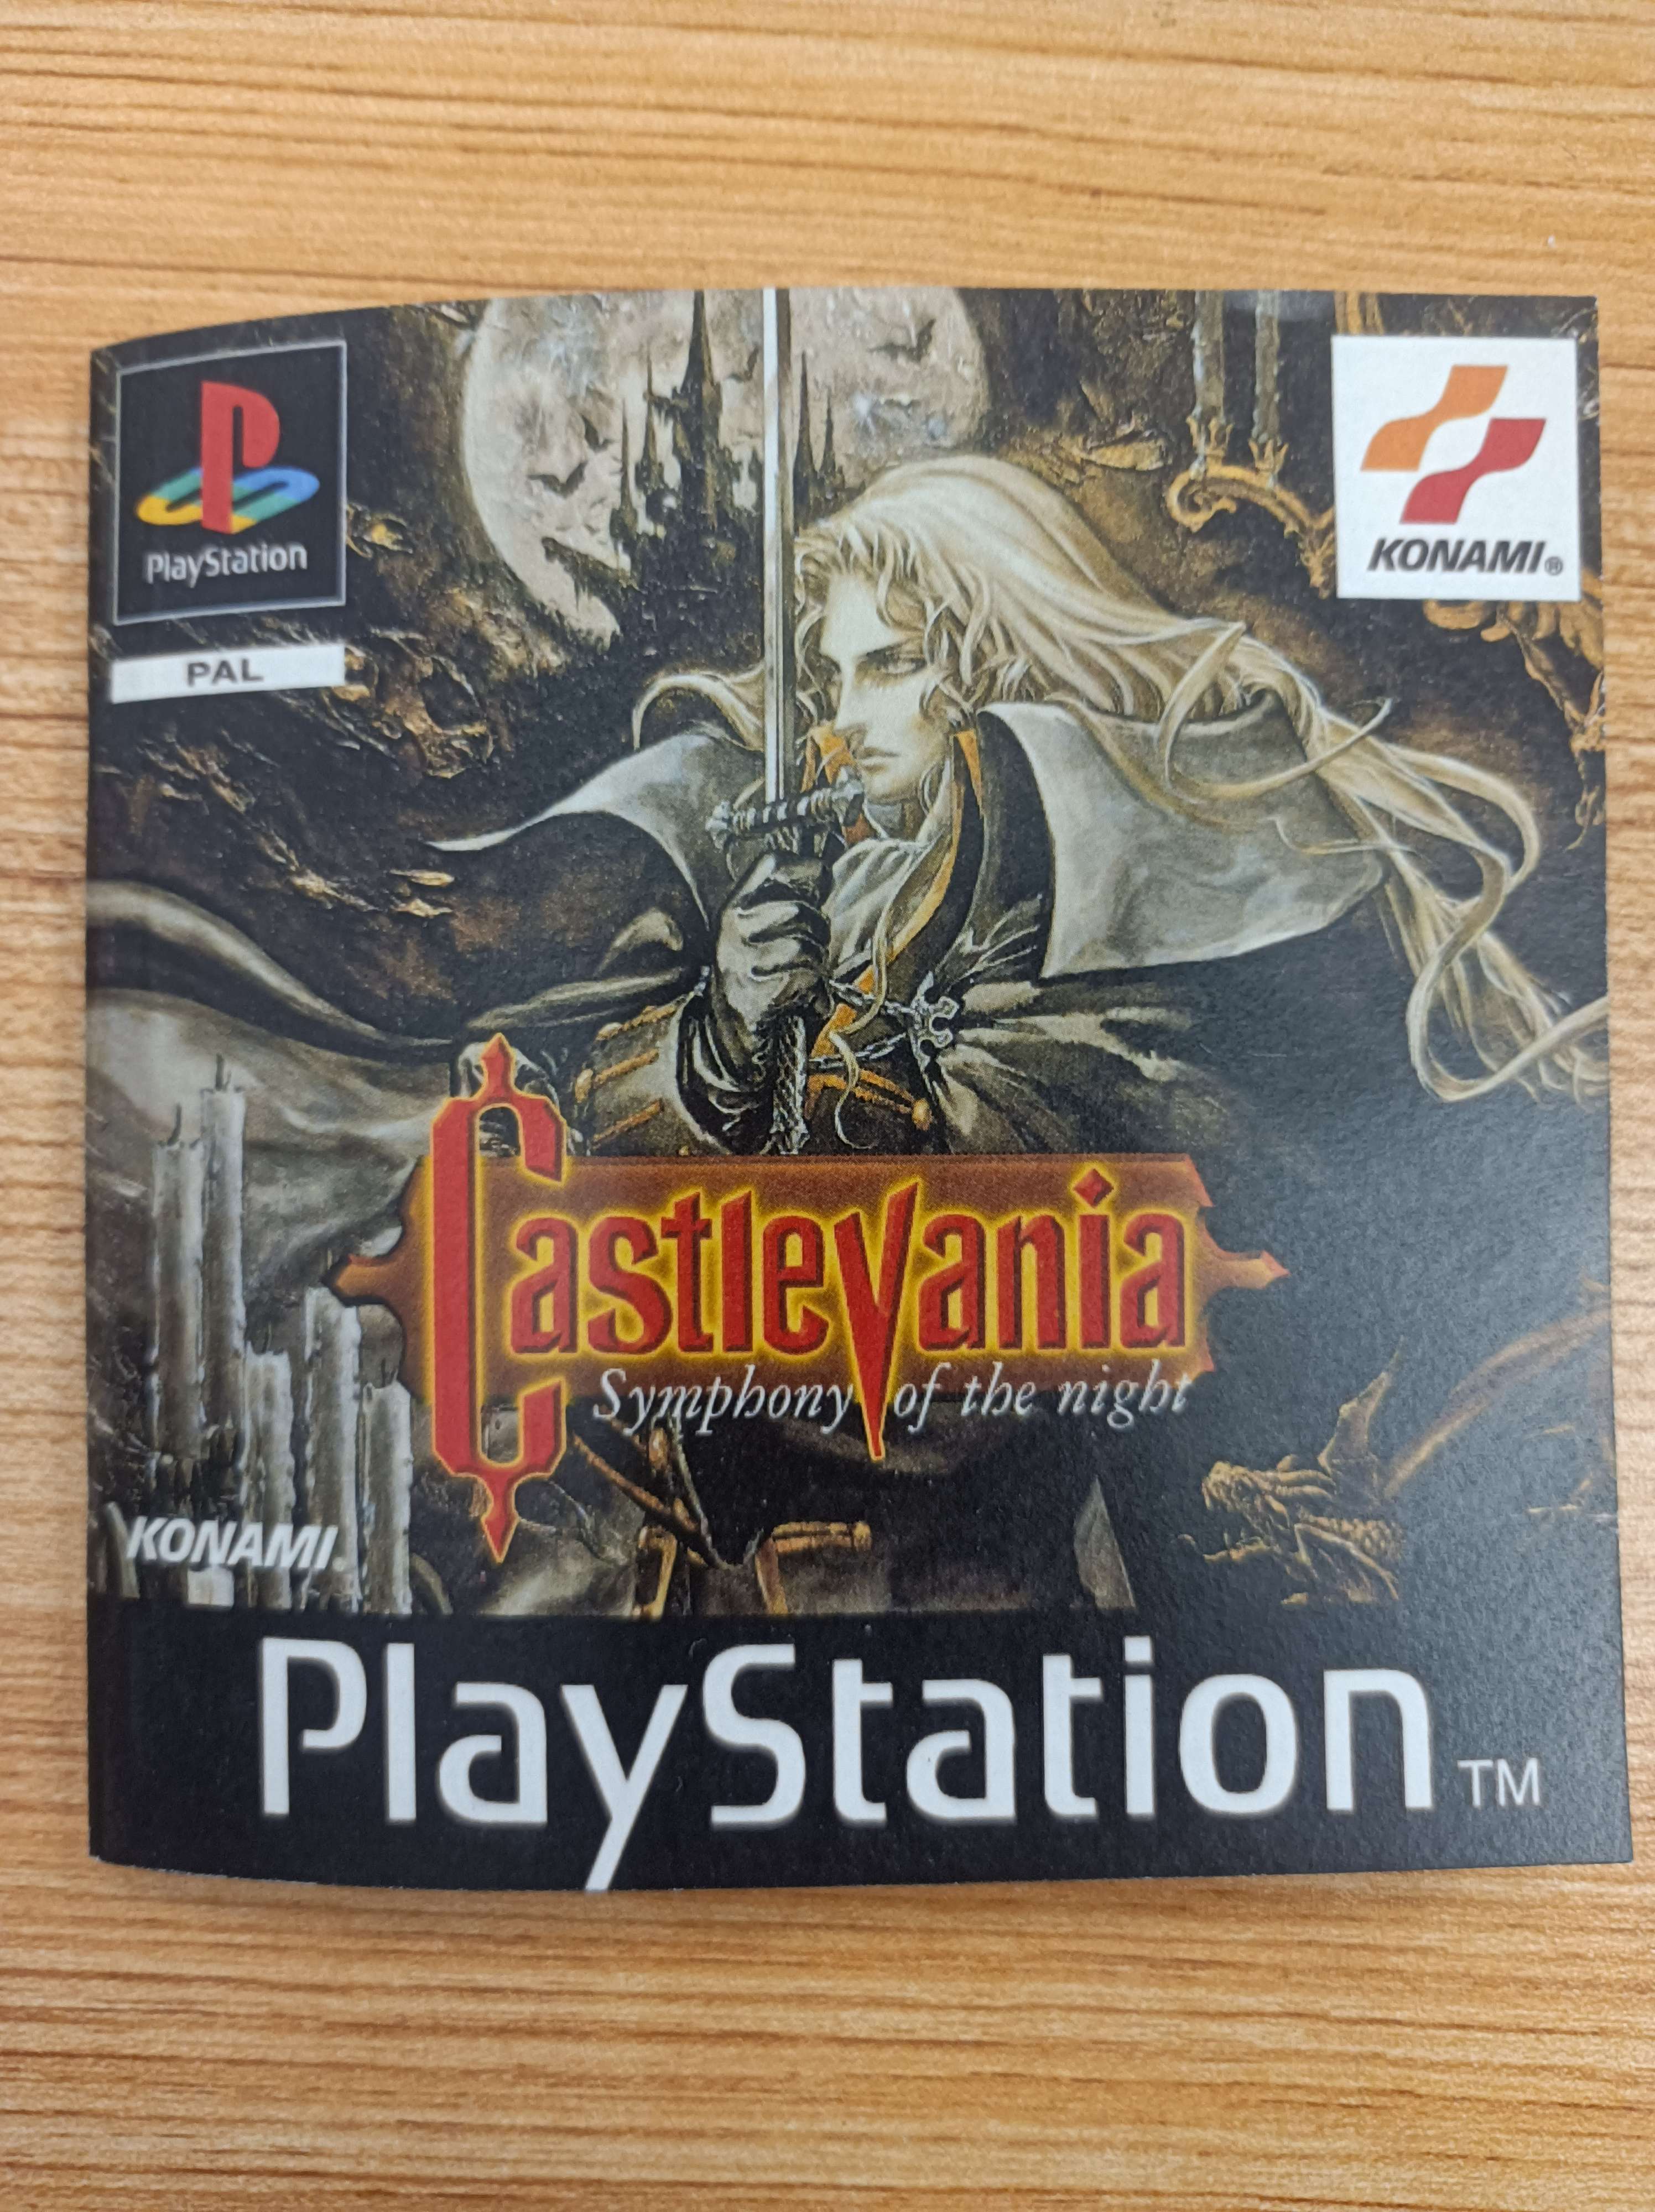 PlayStation
PAL
KONAMI®
Castlevania
Symphony of the night
KONAMI®
PlayStation TM